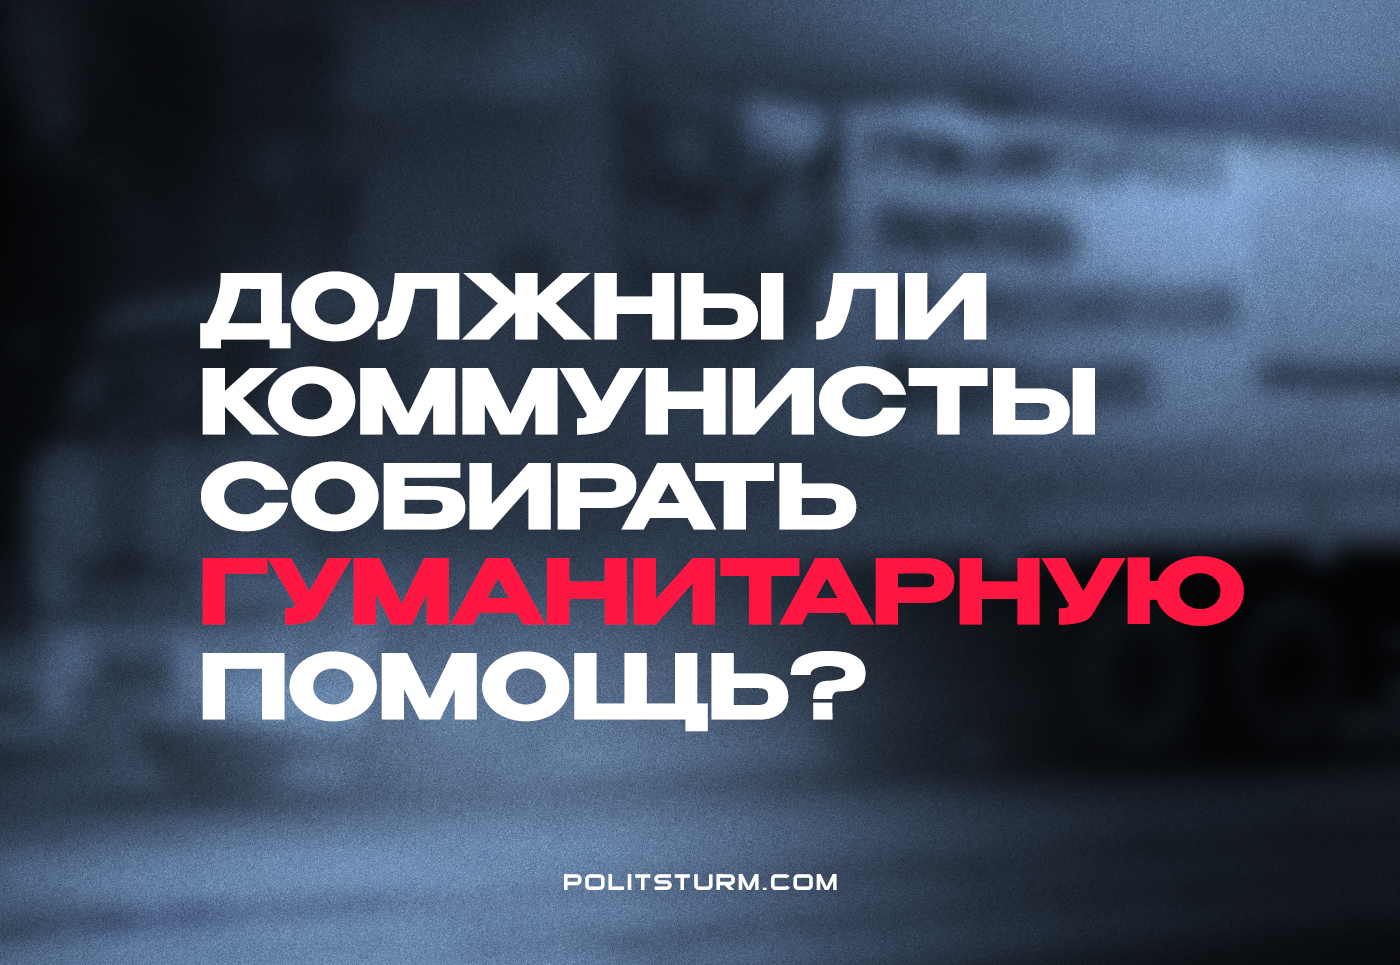 ДОЛЖНЫ ЛИ
КОММУНИСТЫ
СОБИРАТЬ
ГУМАНИТАРНУЮ
ПОМОЩЬ?
POLITSTURM.COM